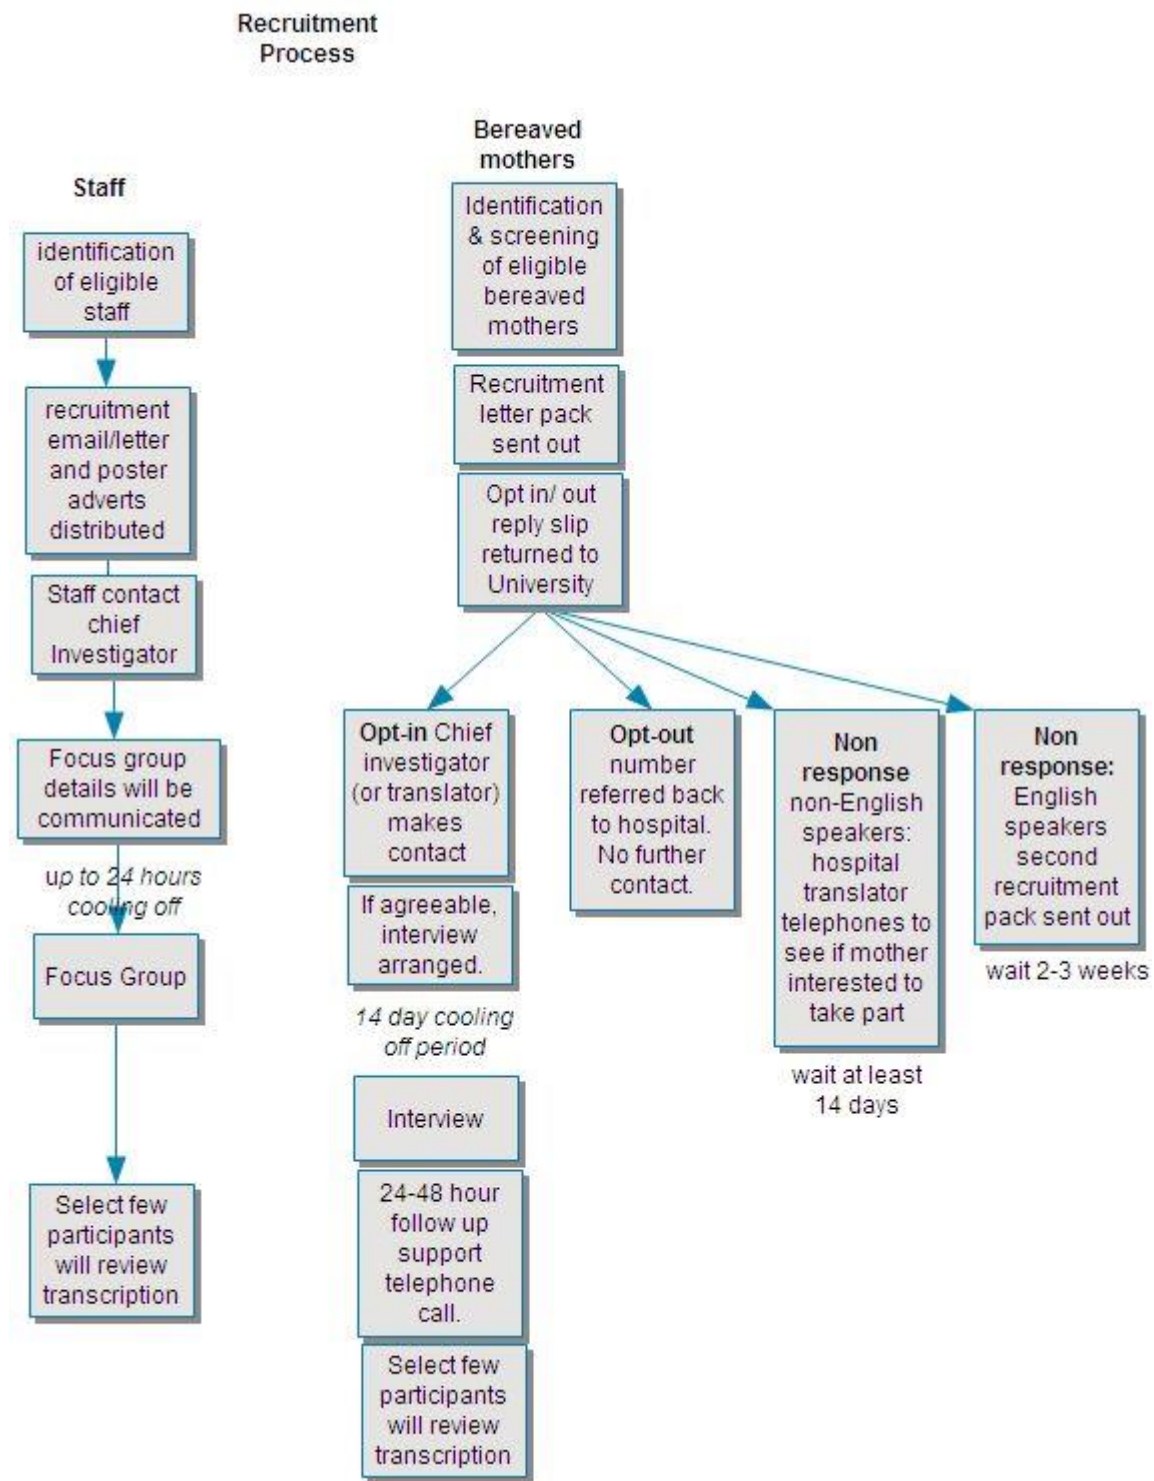 Recruitment
Process
Staff
identification
of eligible
staff
recruitment
email/letter
and poster
adverts
distributed
Staff contact
chief
Investigator
Focus group
details will be
communicated
up to 24 hours
cooling off
Focus Group
Select few
participants
will review
transcription
Bereaved
mothers
Identification
& screening
of eligible
bereaved
mothers
Recruitment
letter pack
sent out
Opt in/ out
reply slip
returned to
University
Opt-in Chief
investigator
(or translator)
makes
contact
If agreeable,
interview
arranged.
14 day cooling
off period
Interview
24-48 hour
follow up
support
telephone
call.
Select few
participants
will review
transcription
Opt-out
number
referred back
to hospital.
No further
contact.
Non
response
non-English
speakers:
hospital
translator
telephones to
see if mother
interested to
take part
wait at least
14 days
Non
response:
English
speakers
second
recruitment
pack sent out
wait 2-3 weeks